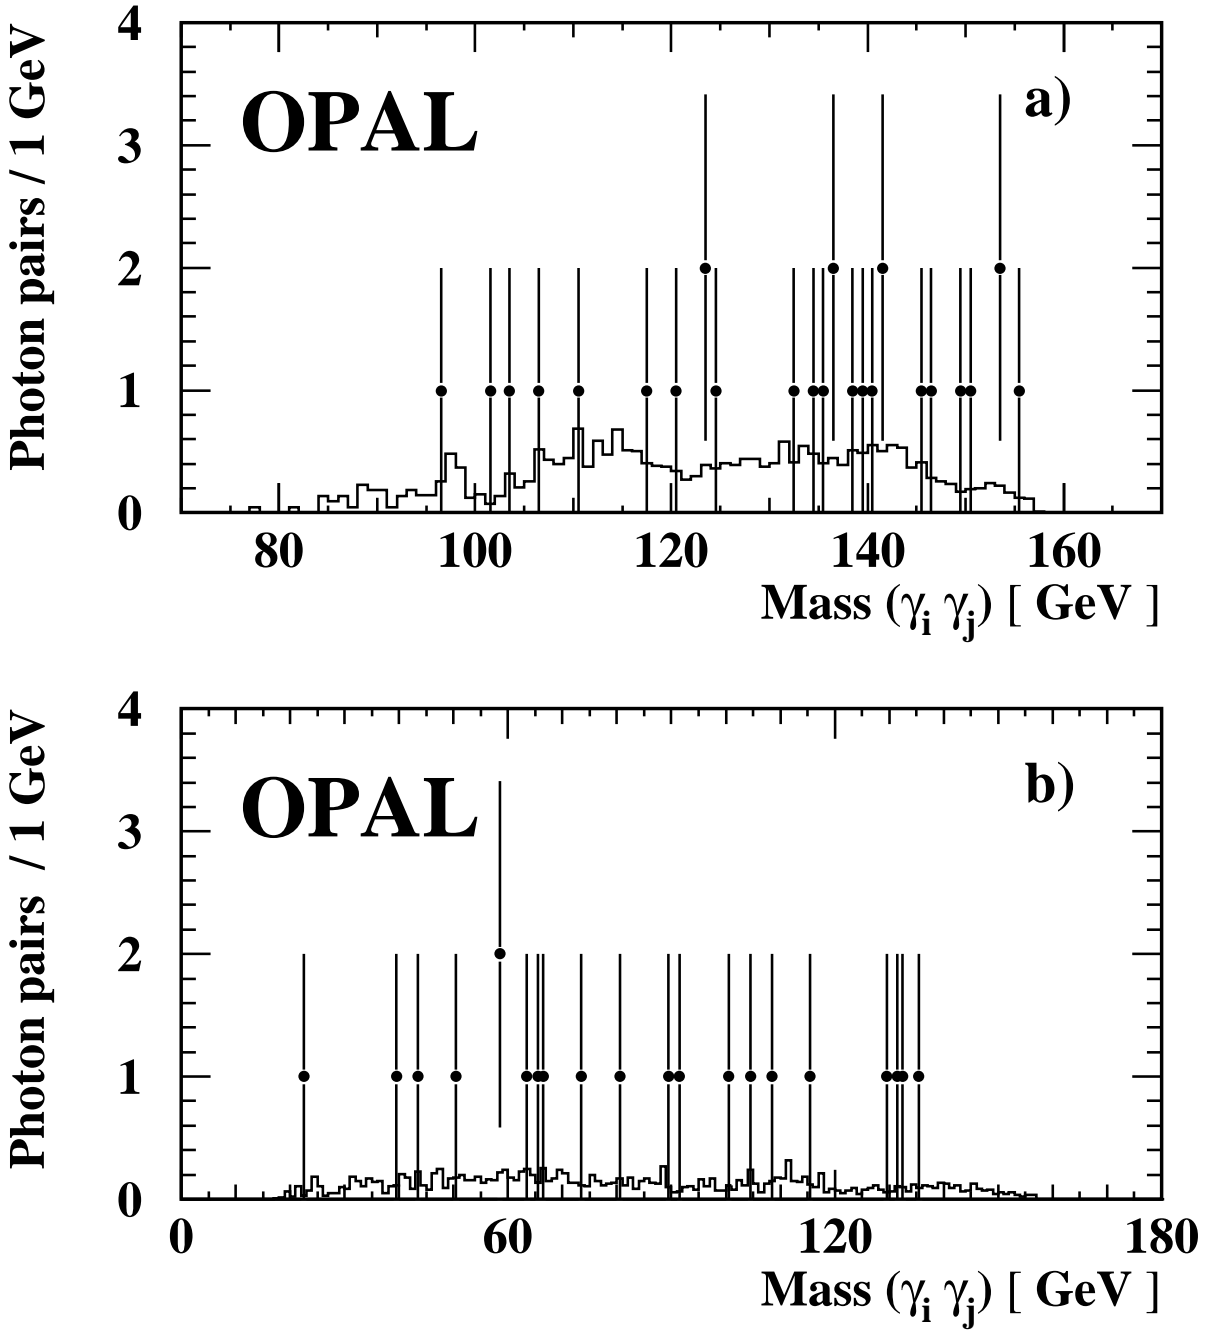 4
3
2
1
0
Photon pairs / 1 GeV
OPAL
a)
80 100 120 140 160
Mass (γi γj) [ GeV ]
4
3
2
1
0
Photon pairs / 1 GeV
OPAL
b)
0 60 120 180
Mass (γi γj) [ GeV ]